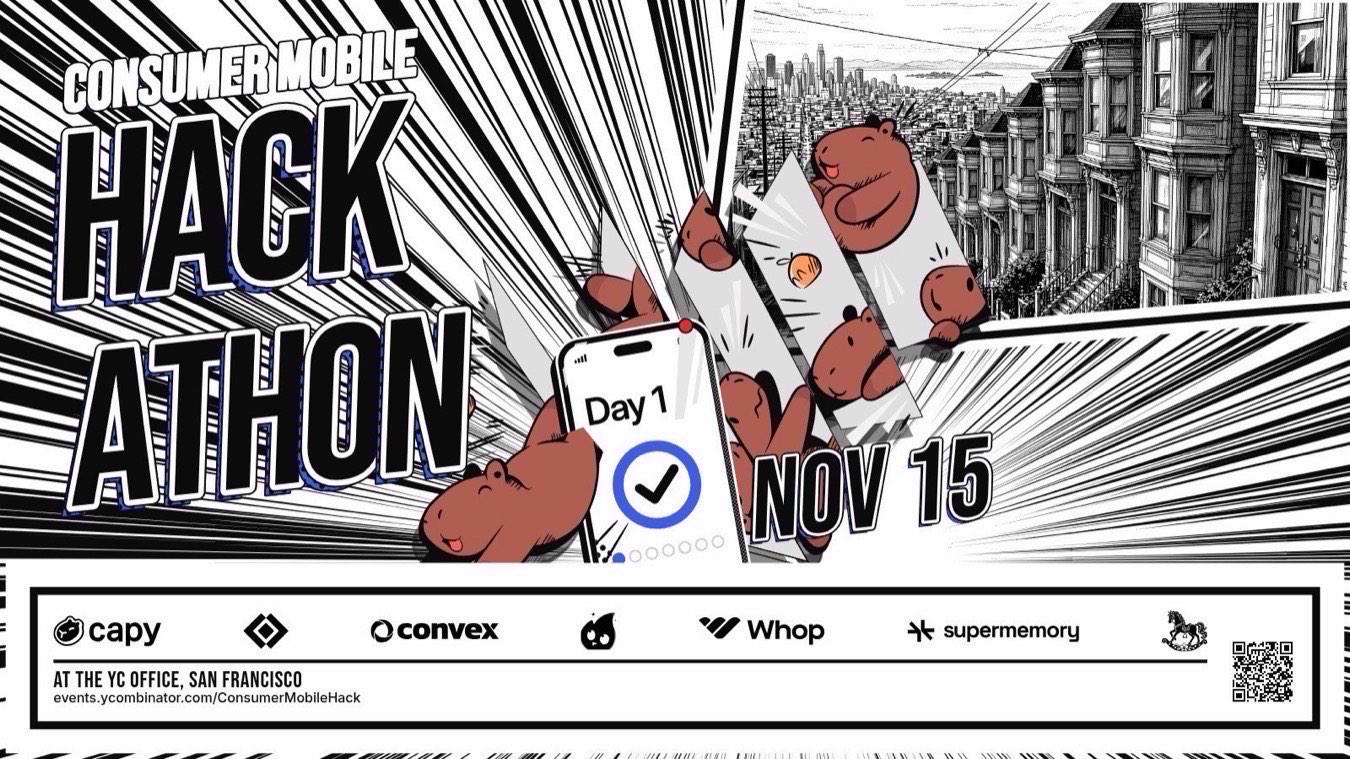 CONSUMER MOBILE
HACK
ATHON
Day 1
NOV 15
capy
convex
Whop
supermemory
AT THE YC OFFICE, SAN FRANCISCO
events.ycombinator.com/ConsumerMobileHack